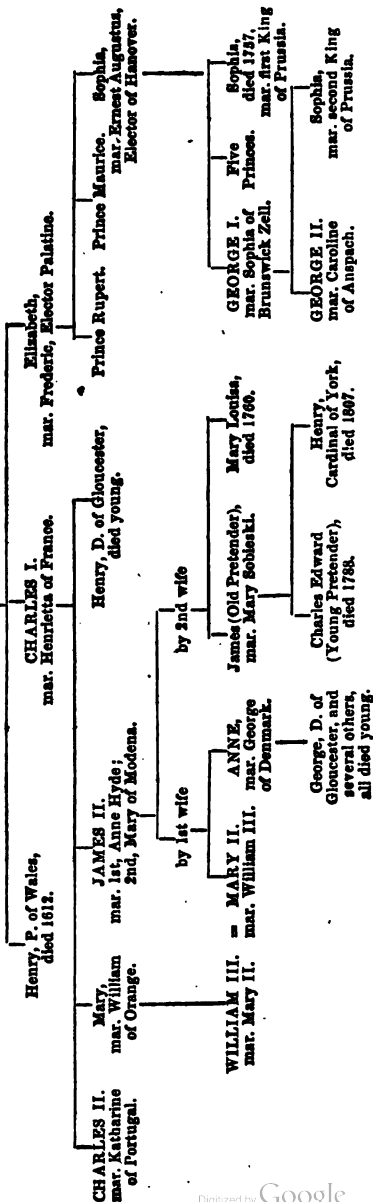 Henry, P. of Wales,
died 1612.
CHARLES I.
mar. Henrietta of France.
Elizabeth,
mar. Frederic, Elector Palatine.
CHARLES II.
mar. Katharine
of Portugal.
Mary,
mar. William
of Orange.
JAMES II.
mar. 1st, Anne Hyde;
2nd, Mary of Modena.
Henry, D. of Gloucester,
died young.
Prince Rupert.
Prince Maurice.
Sophia,
mar. Ernest Augustus,
Elector of Hanover.
by 1st wife
by 2nd wife
WILLIAM III.
mar. Mary II.
= MARY II.
mar. William III.
ANNE,
mar. George
of Denmark.
James (Old Pretender),
mar. Mary Sobieski.
Mary Louisa,
died 1760.
GEORGE I.
mar. Sophia of
Brunswick Zell.
Five
Princes.
Sophia,
died 1757.
mar. first King
of Prussia.
George, D. of
Gloucester, and
several others,
all died young.
Charles Edward
(Young Pretender),
died 1788.
Henry,
Cardinal of York,
died 1807.
GEORGE II.
mar. Caroline
of Anspach.
Sophia,
mar. second King
of Prussia.
Digitized by Google